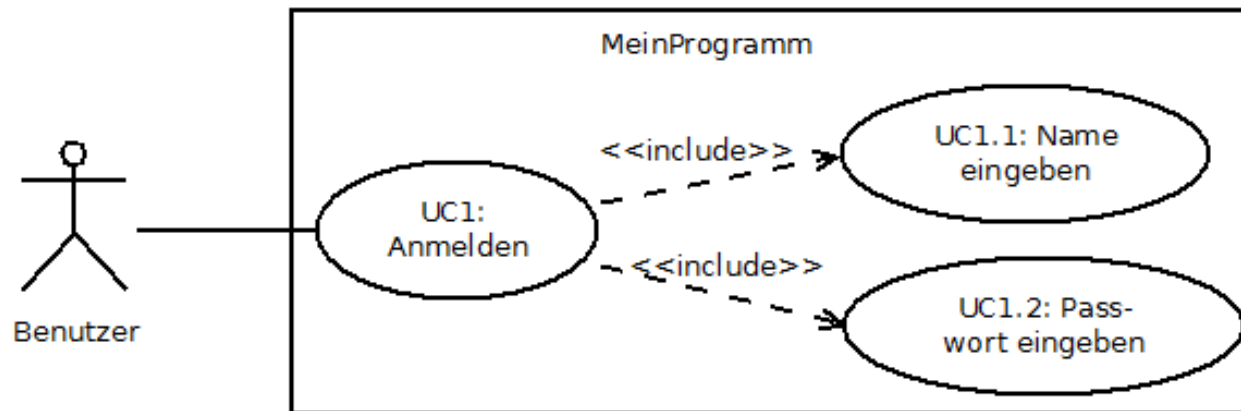 MeinProgramm
UC1.1: Name
eingeben
<<include>>
UC1:
Anmelden
<<include>>
UC1.2: Pass-
wort eingeben
Benutzer